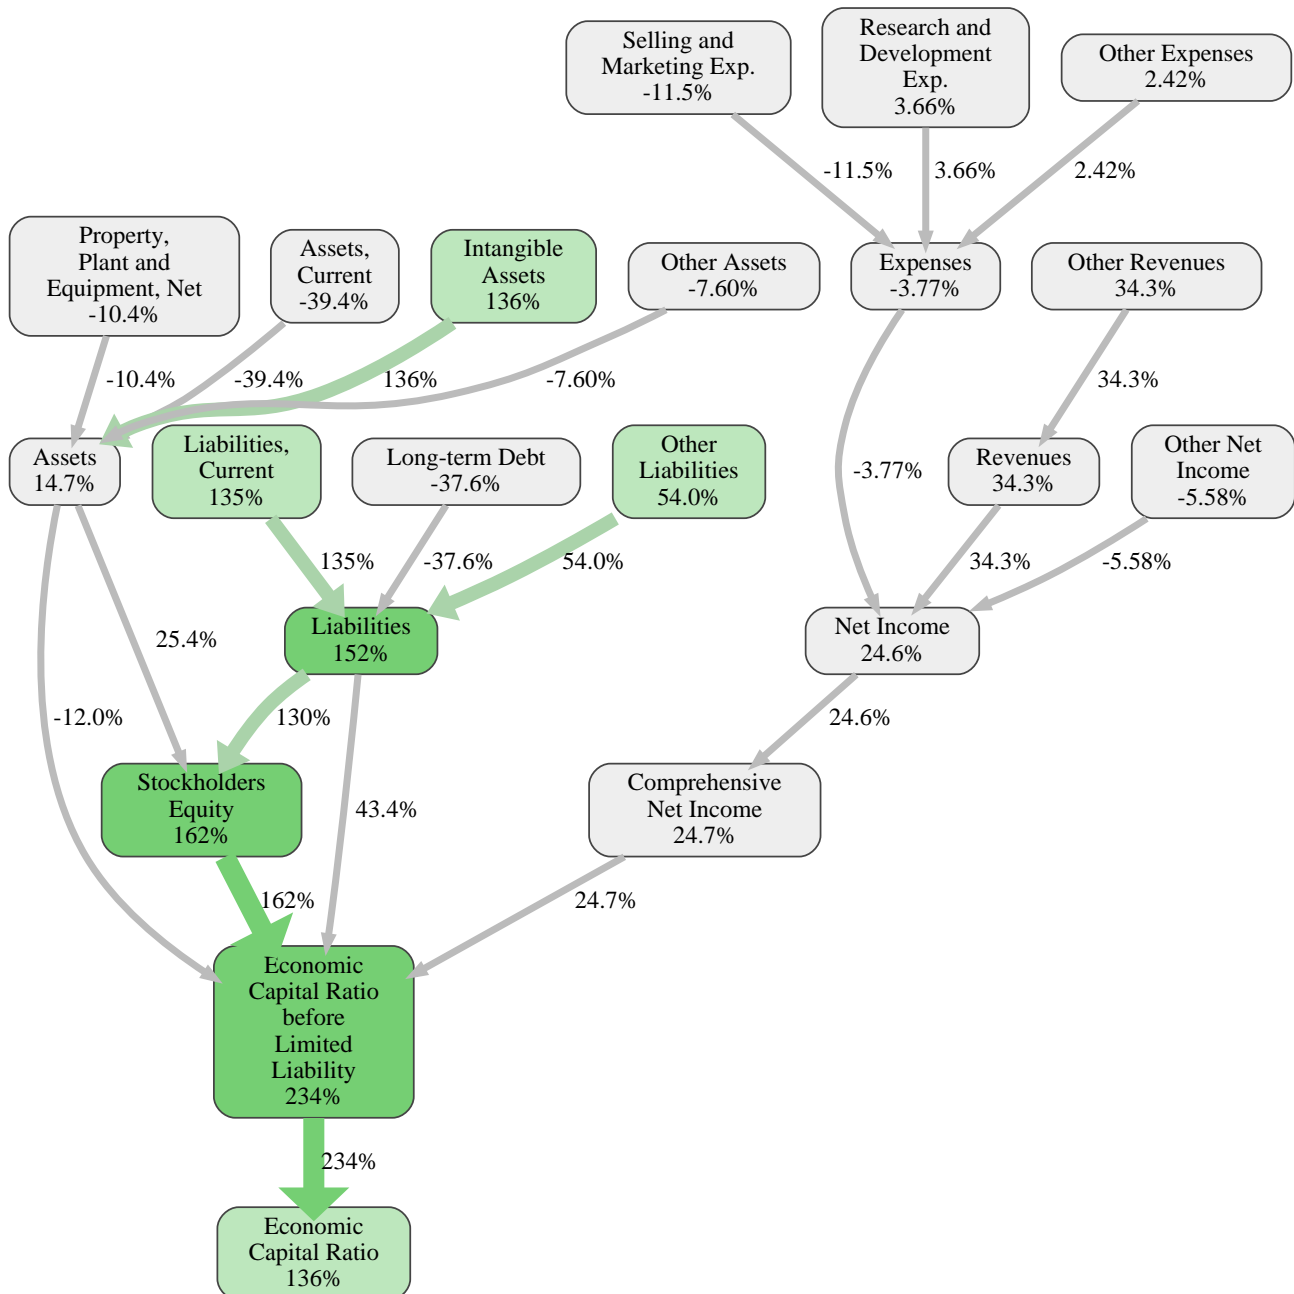 Selling and
Marketing Exp.
-11.5%
Research and
Development
Exp.
3.66%
Other Expenses
2.42%
-11.5%
3.66%
2.42%
Property,
Plant and
Equipment, Net
-10.4%
Assets,
Current
-39.4%
Intangible
Assets
136%
Other Assets
-7.60%
Expenses
-3.77%
Other Revenues
34.3%
-10.4%
-39.4%
136%
-7.60%
34.3%
Assets
14.7%
Liabilities,
Current
135%
Long-term Debt
-37.6%
Other
Liabilities
54.0%
-3.77%
Revenues
34.3%
Other Net
Income
-5.58%
135%
-37.6%
54.0%
34.3%
-5.58%
25.4%
Liabilities
152%
Net Income
24.6%
-12.0%
130%
24.6%
Stockholders
Equity
162%
43.4%
Comprehensive
Net Income
24.7%
162%
24.7%
Economic
Capital Ratio
before
Limited
Liability
234%
234%
Economic
Capital Ratio
136%